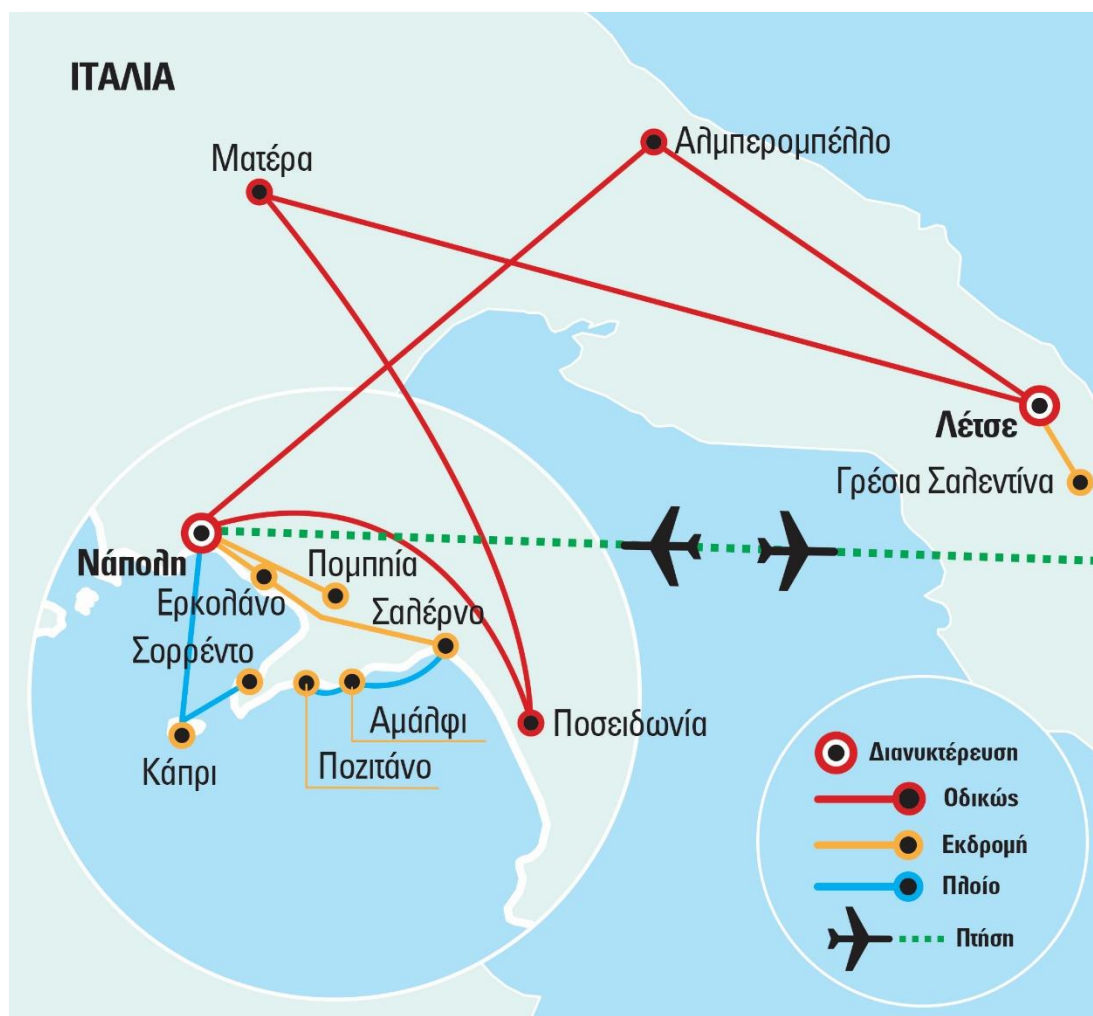 ΙΤΑΛΙΑ
Ματέρα
Αλμπερομπέλλο
Λέτσε
Γρέσια Σαλεντίνα
Νάπολη
Πομπηία
Ερκολάνο
Σαλέρνο
Σορρέντο
Αμάλφι
Ποσειδωνία
Κάπρι
Ποζιτάνο
Διανυκτέρευση
Οδικώς
Εκδρομή
Πλοίο
Πτήση